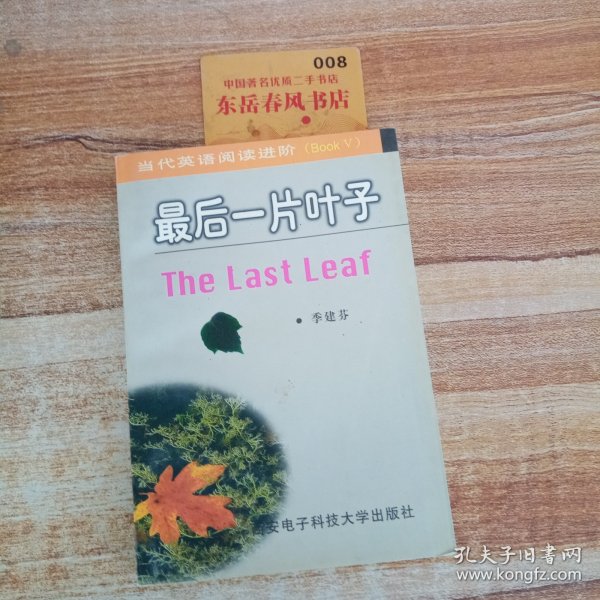 008
中国著名优质二手书店
东岳春风书店
当代英语阅读进阶（Book V）
最后一片叶子
The Last Leaf
• 季建芬
西安电子科技大学出版社
孔夫子旧书网
www.kongfz.com